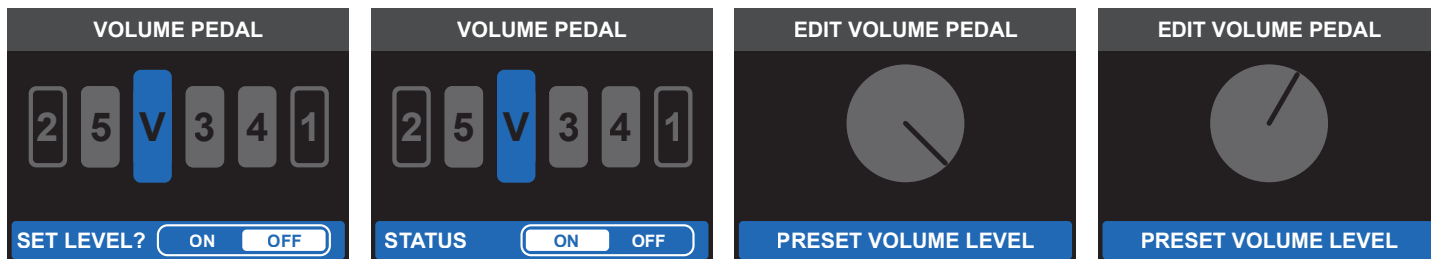 VOLUME PEDAL
2 5 V 3 4 1
SET LEVEL? ON OFF
VOLUME PEDAL
2 5 V 3 4 1
STATUS ON OFF
EDIT VOLUME PEDAL
PRESET VOLUME LEVEL
EDIT VOLUME PEDAL
PRESET VOLUME LEVEL